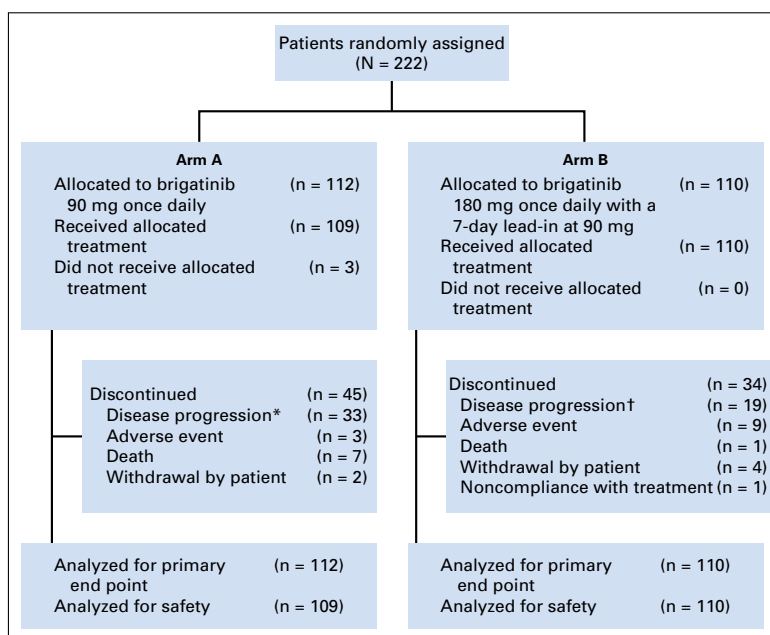 Patients randomly assigned
(N = 222)
Arm A
Allocated to brigatinib (n = 112)
90 mg once daily
Received allocated (n = 109)
treatment
Did not receive allocated (n = 3)
treatment
Arm B
Allocated to brigatinib (n = 110)
180 mg once daily with a
7-day lead-in at 90 mg
Received allocated (n = 110)
treatment
Did not receive allocated (n = 0)
treatment
Discontinued (n = 45)
Disease progression* (n = 33)
Adverse event (n = 3)
Death (n = 7)
Withdrawal by patient (n = 2)
Discontinued (n = 34)
Disease progression† (n = 19)
Adverse event (n = 9)
Death (n = 1)
Withdrawal by patient (n = 4)
Noncompliance with treatment (n = 1)
Analyzed for primary (n = 112)
end point
Analyzed for safety (n = 109)
Analyzed for primary (n = 110)
end point
Analyzed for safety (n = 110)